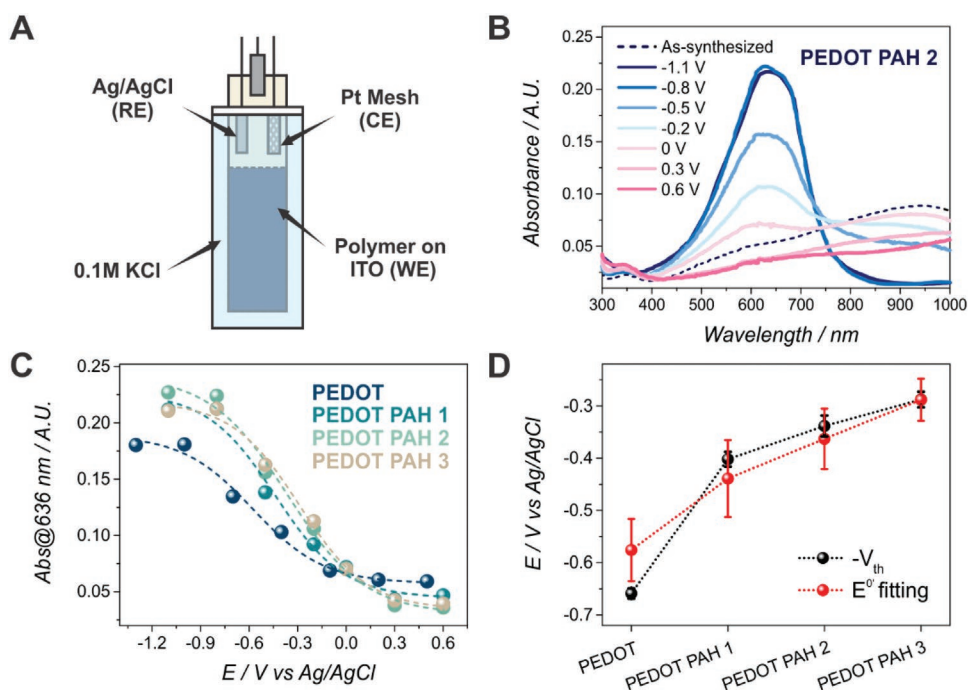 A
Ag/AgCl
(RE)
Pt Mesh
(CE)
0.1M KCl
Polymer on
ITO (WE)
B
PEDOT PAH 2
As-synthesized
-1.1 V
-0.8 V
-0.5 V
-0.2 V
0 V
0.3 V
0.6 V
Absorbance / A.U.
0.25
0.20
0.15
0.10
0.05
300 400 500 600 700 800 900 1000
Wavelength / nm
C
PEDOT
PEDOT PAH 1
PEDOT PAH 2
PEDOT PAH 3
Abs@636 nm / A.U.
0.25
0.20
0.15
0.10
0.05
-1.2 -0.9 -0.6 -0.3 0.0 0.3 0.6
E / V vs Ag/AgCl
D
E / V vs Ag/AgCl
-0.3
-0.4
-0.5
-0.6
-0.7
-Vth
E0' fitting
PEDOT
PEDOT PAH 1
PEDOT PAH 2
PEDOT PAH 3